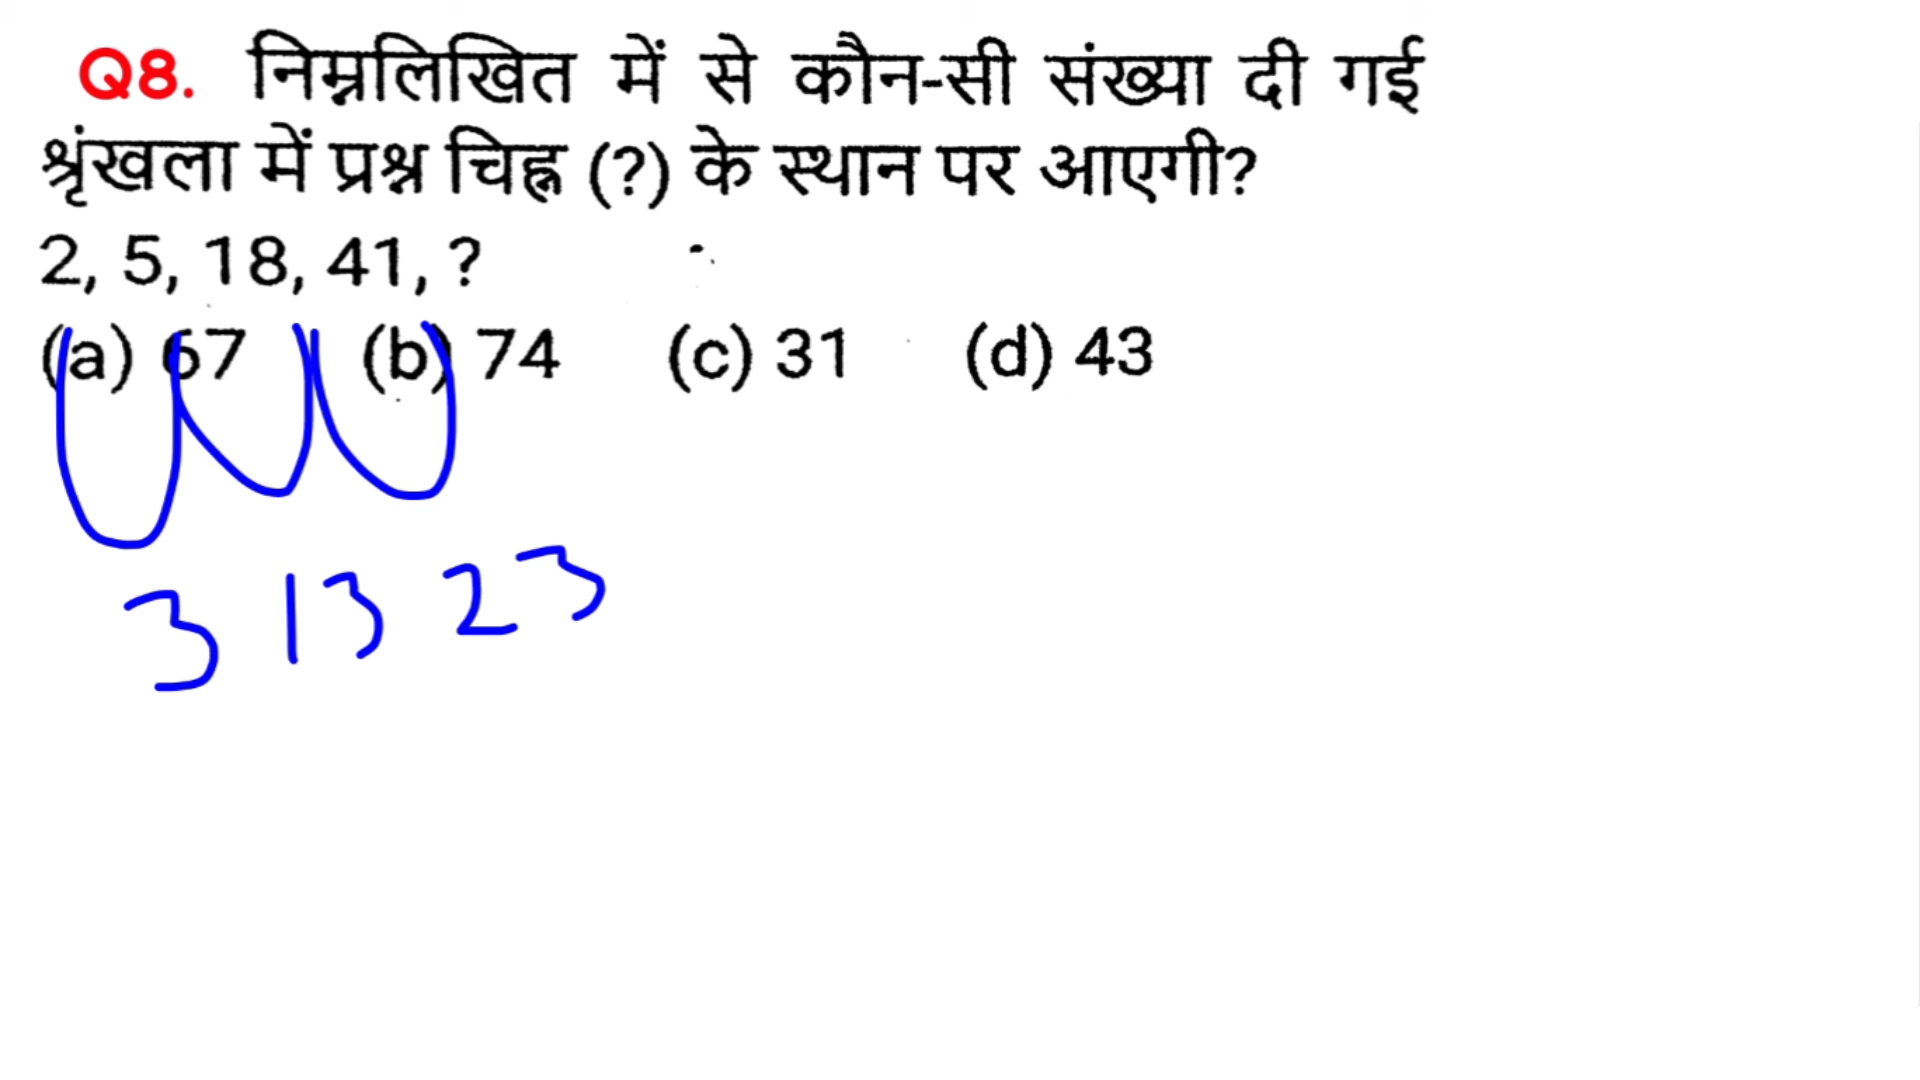 Q8. निम्नलिखित में से कौन-सी संख्या दी गई
श्रृंखला में प्रश्न चिह्न (?) के स्थान पर आएगी?
2, 5, 18, 41, ?
(a) 67 (b) 74 (c) 31 (d) 43
3 13 23